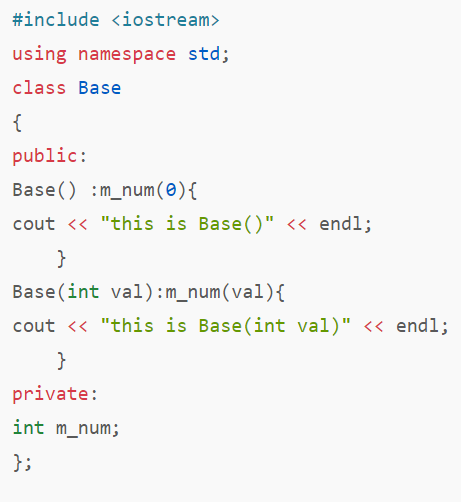 #include <iostream>
using namespace std;
class Base
{
public:
Base() :m_num(0){
cout << "this is Base()" << endl;
    }
Base(int val):m_num(val){
cout << "this is Base(int val)" << endl;
    }
private:
int m_num;
};